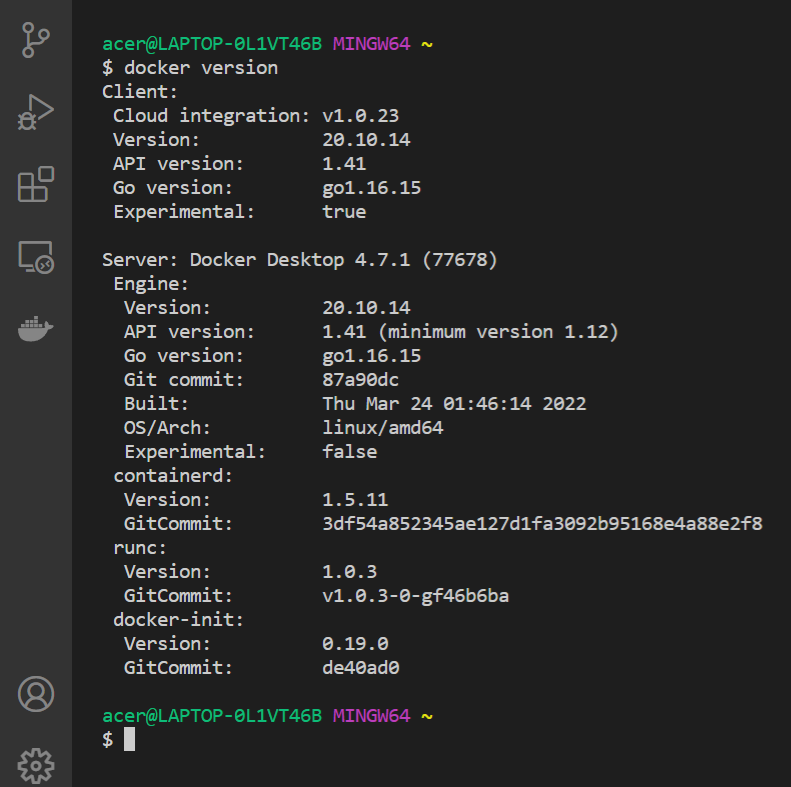 acer@LAPTOP-0L1VT46B MINGW64 ~
$ docker version
Client:
 Cloud integration: v1.0.23
 Version:           20.10.14
 API version:       1.41
 Go version:        go1.16.15
 Experimental:      true

Server: Docker Desktop 4.7.1 (77678)
 Engine:
  Version:          20.10.14
  API version:      1.41 (minimum version 1.12)
  Go version:       go1.16.15
  Git commit:       87a90dc
  Built:            Thu Mar 24 01:46:14 2022
  OS/Arch:          linux/amd64
  Experimental:     false
 containerd:
  Version:          1.5.11
  GitCommit:        3df54a852345ae127d1fa3092b95168e4a88e2f8
 runc:
  Version:          1.0.3
  GitCommit:        v1.0.3-0-gf46b6ba
 docker-init:
  Version:          0.19.0
  GitCommit:        de40ad0

acer@LAPTOP-0L1VT46B MINGW64 ~
$